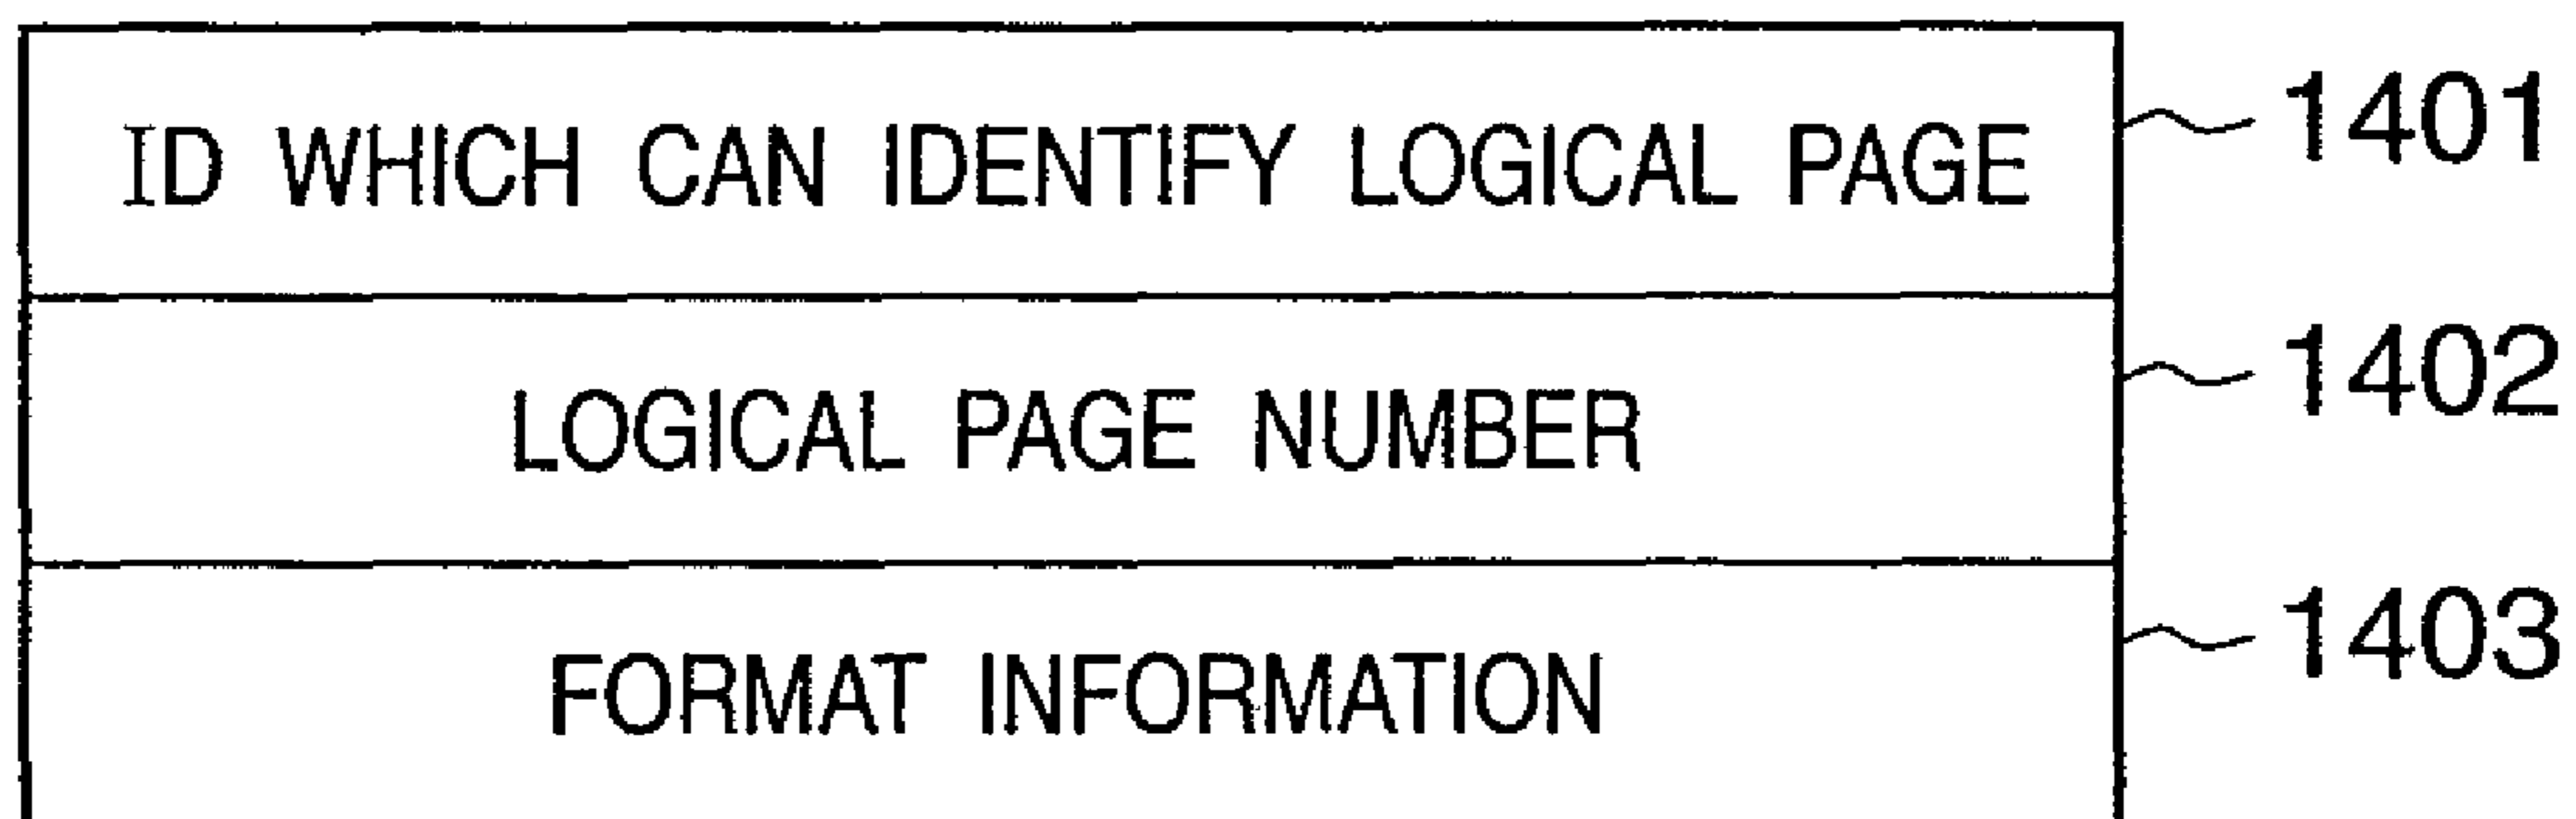 ID WHICH CAN IDENTIFY LOGICAL PAGE 1401
LOGICAL PAGE NUMBER 1402
FORMAT INFORMATION 1403